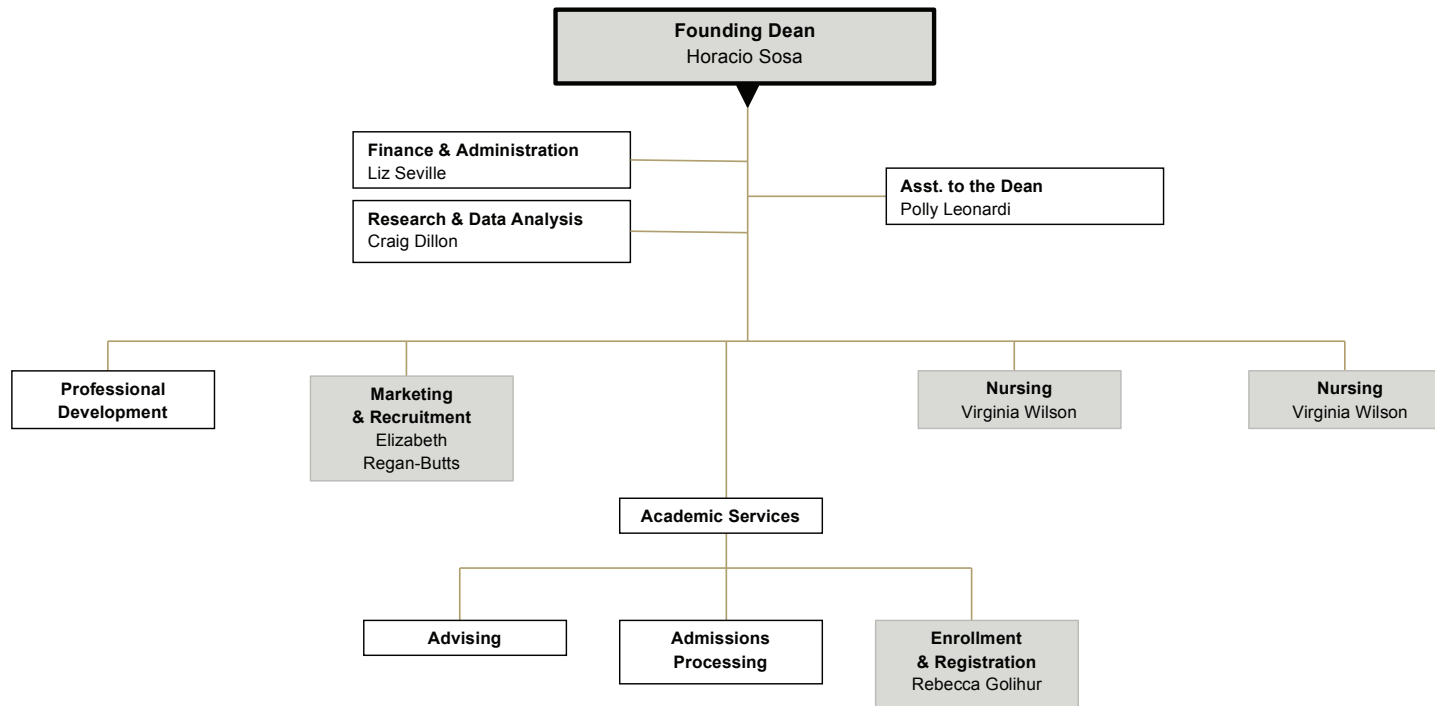 Founding Dean
Horacio Sosa
Finance & Administration
Liz Seville
Asst. to the Dean
Polly Leonardi
Research & Data Analysis
Craig Dillon
Professional
Development
Marketing
& Recruitment
Elizabeth
Regan-Butts
Nursing
Virginia Wilson
Nursing
Virginia Wilson
Academic Services
Advising
Admissions
Processing
Enrollment
& Registration
Rebecca Golihur